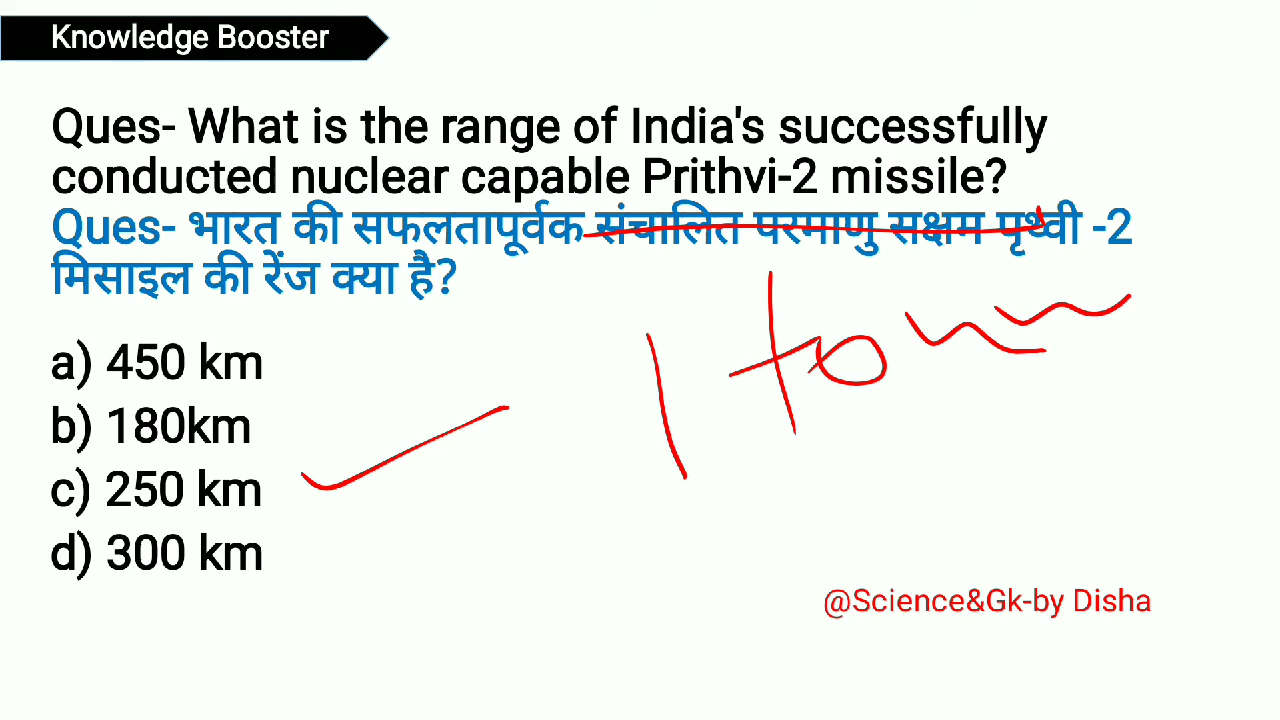 Knowledge Booster
Ques- What is the range of India's successfully
conducted nuclear capable Prithvi-2 missile?
Ques- भारत की सफलतापूर्वक संचालित परमाणु सक्षम पृथ्वी -2
मिसाइल की रेंज क्या है?
a) 450 km
b) 180km
c) 250 km
d) 300 km
@Science&Gk-by Disha